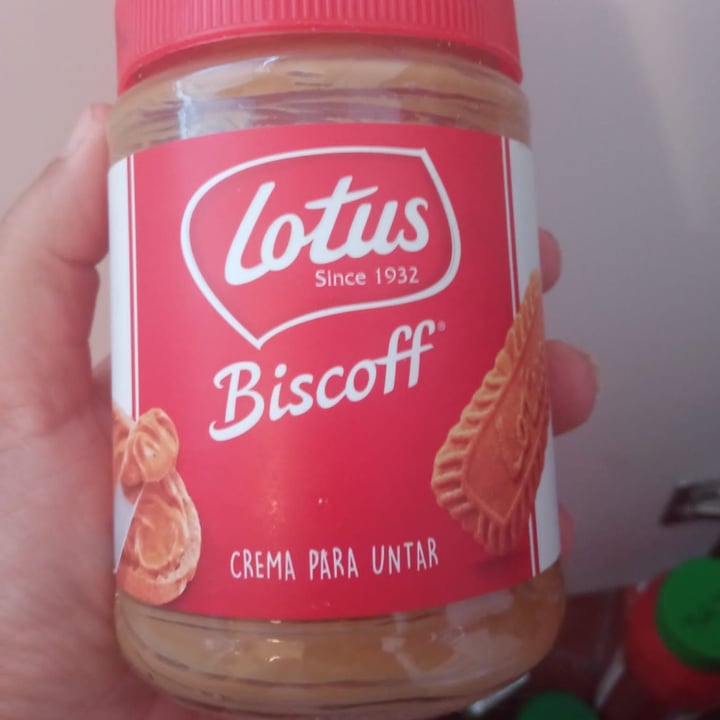 Lotus
Since 1932
Biscoff®
CREMA PARA UNTAR